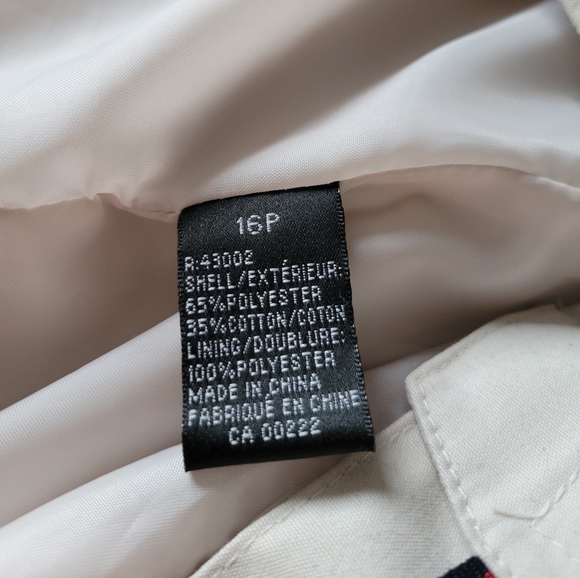 16P
R:43002
SHELL/EXTÉRIEUR:
65%POLYESTER
35%COTTON/COTON
LINING/DOUBLURE:
100%POLYESTER
MADE IN CHINA
FABRIQUÉ EN CHINE
CA 00222